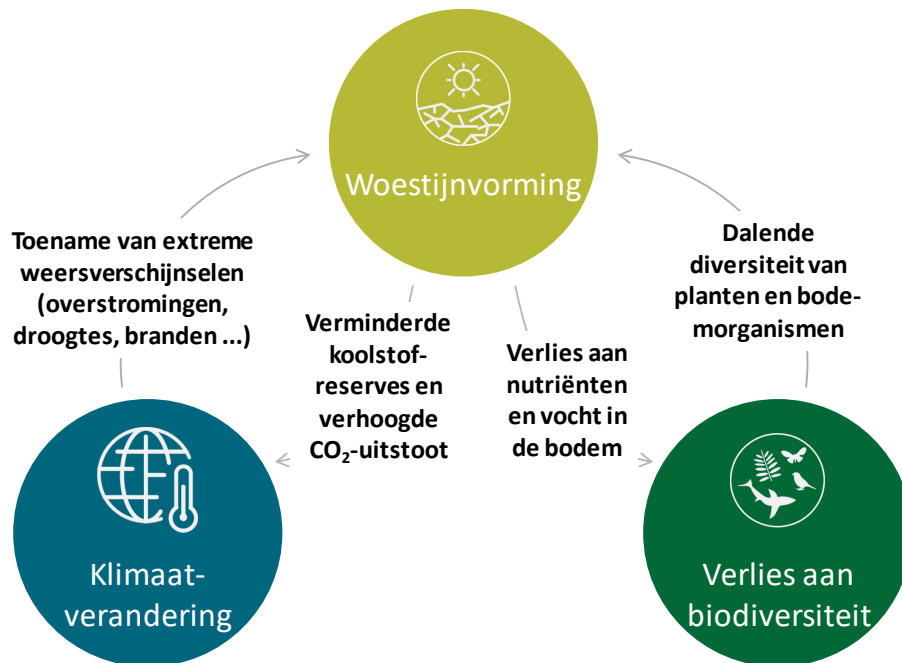 Woestijnvorming
Toename van extreme
weersverschijnselen
(overstromingen,
droogtes, branden ...)
Verminderde
koolstof-
reserves en
verhoogde
CO₂-uitstoot
Verlies aan
nutriënten
en vocht in
de bodem
Dalende
diversiteit van
planten en bode-
morganismen
Klimaat-
verandering
Verlies aan
biodiversiteit